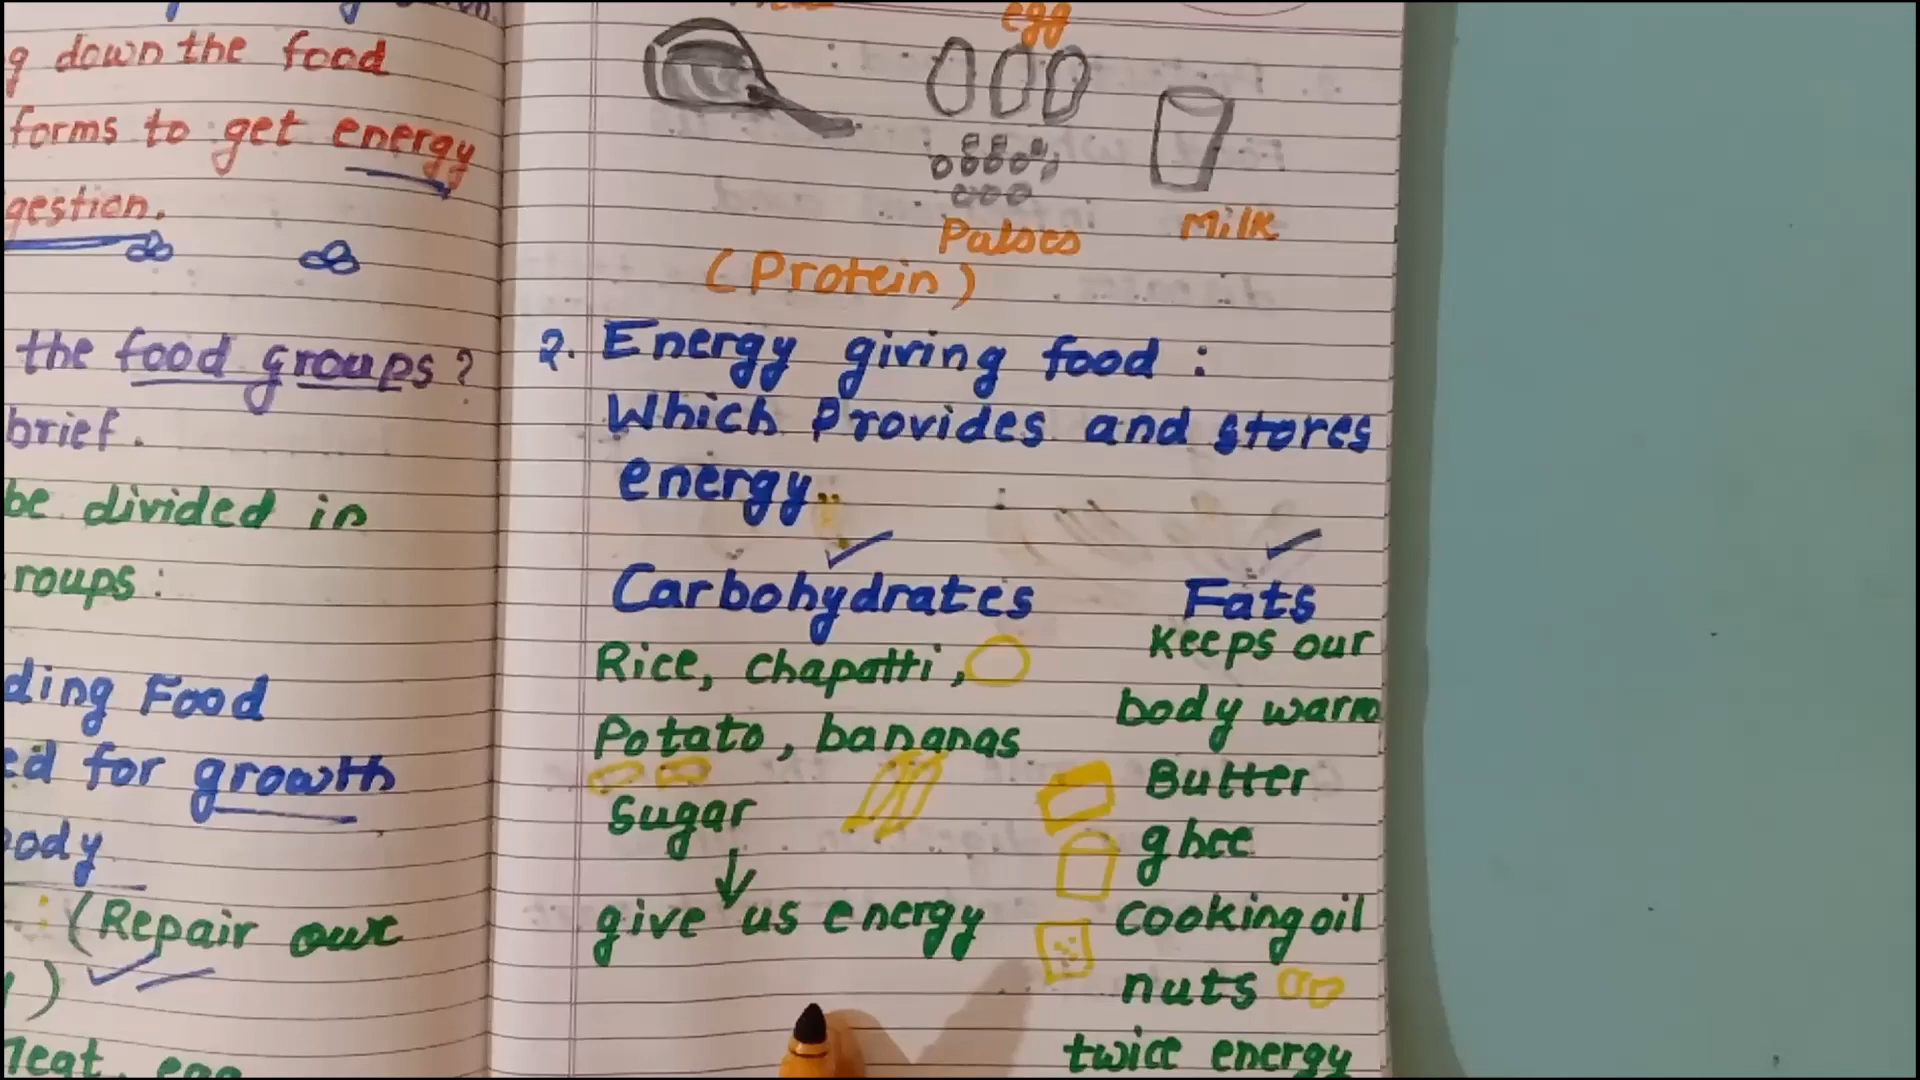 g down the food
forms to get energy
gestion.
the food groups?
brief.
be divided in
roups:
ding Food
ed for growth
ody
: (Repair our
)
Meat, egg
egg
Pulses
Milk
(Protein)
2. Energy giving food :
Which Provides and stores
energy..
Carbohydrates
Rice, chapatti,
Potato, bananas
Sugar
give us energy
Fats
Keeps our
body warm
Butter
ghee
Cooking oil
nuts
twice energy